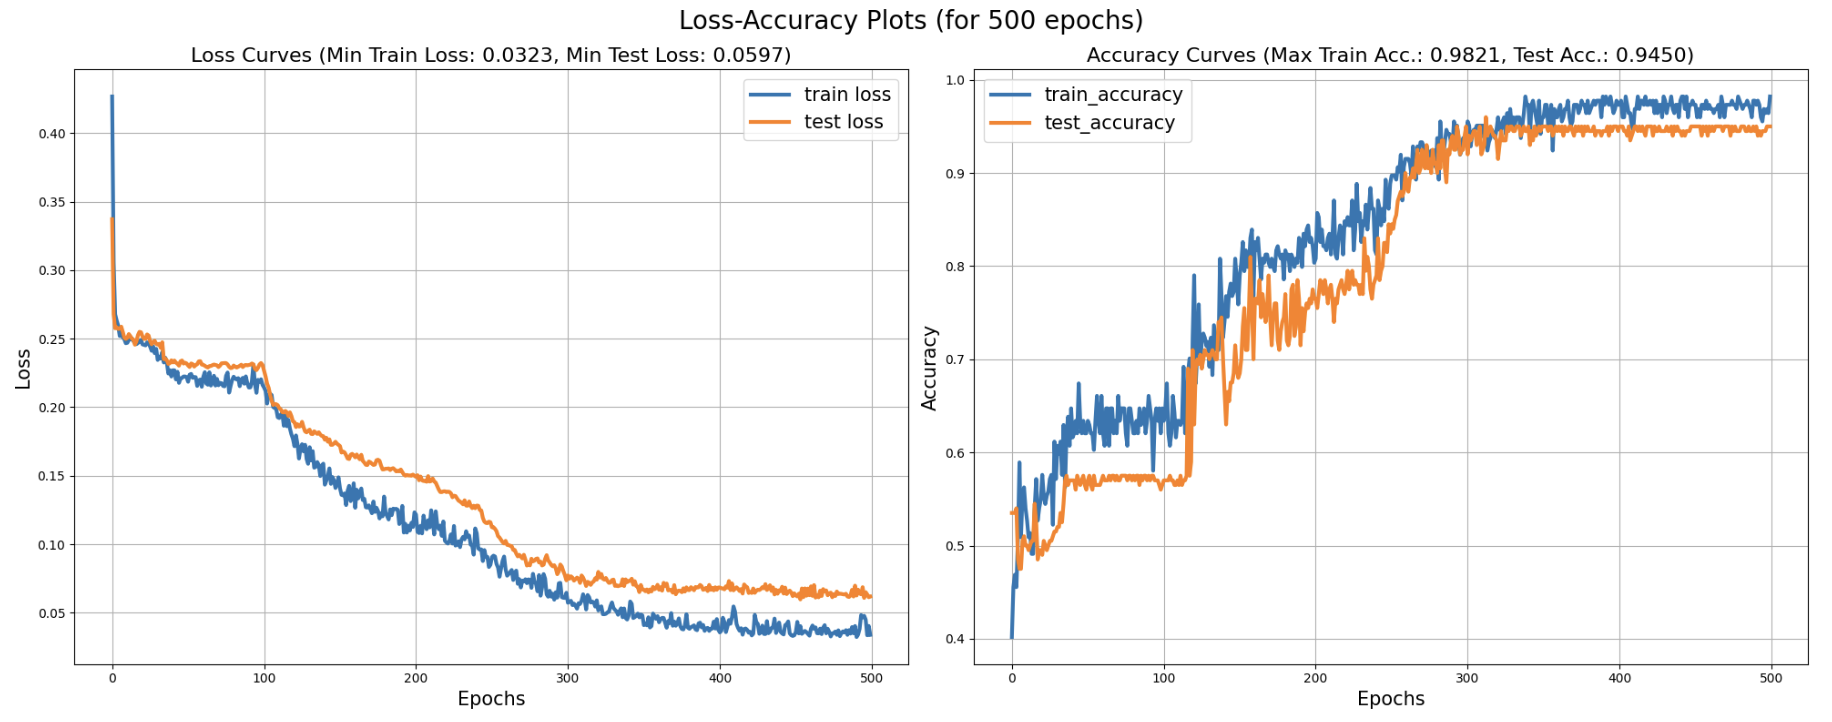 Loss-Accuracy Plots (for 500 epochs)
Loss Curves (Min Train Loss: 0.0323, Min Test Loss: 0.0597)
train loss
test loss
0.40
0.35
0.30
0.25
0.20
0.15
0.10
0.05
Loss
0
100
200
300
400
500
Epochs
Accuracy Curves (Max Train Acc.: 0.9821, Test Acc.: 0.9450)
train_accuracy
test_accuracy
1.0
0.9
0.8
0.7
0.6
0.5
0.4
Accuracy
0
100
200
300
400
500
Epochs